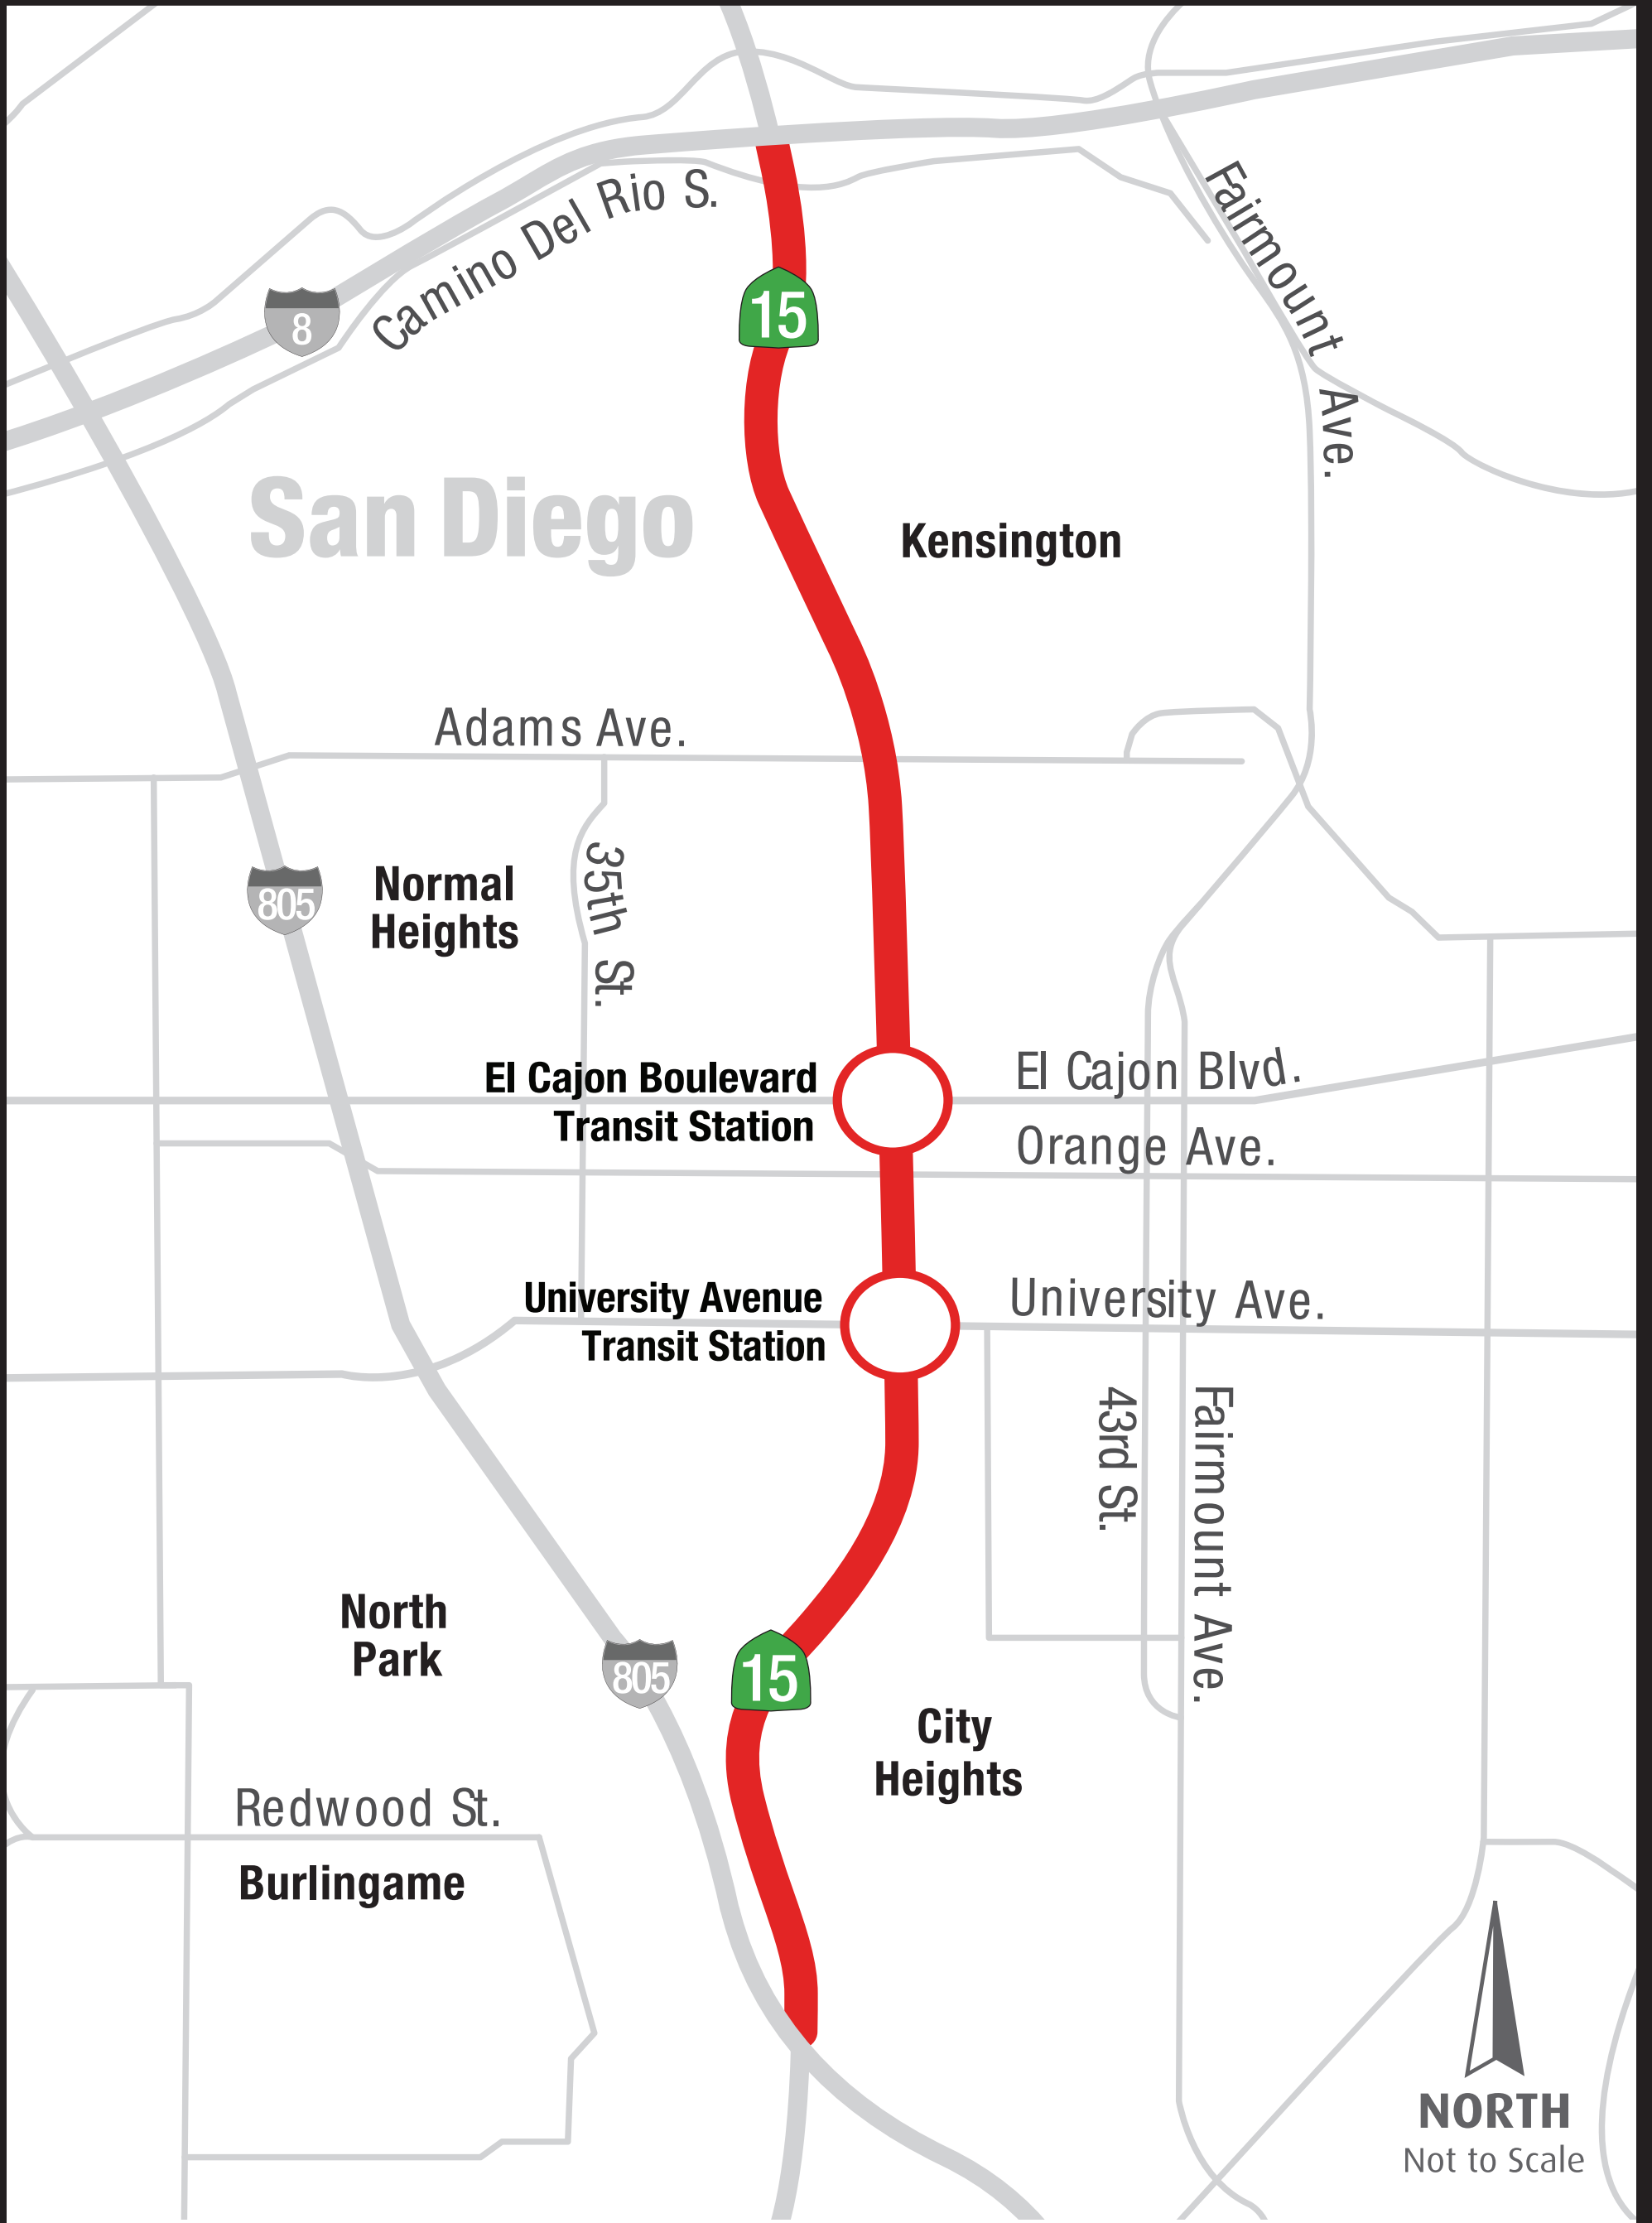 Camino Del Rio S.
Fairmount Ave.
8
15
San Diego
Kensington
Adams Ave.
805
Normal
Heights
35th St.
El Cajon Boulevard
Transit Station
El Cajon Blvd.
Orange Ave.
University Avenue
Transit Station
University Ave.
43rd St.
Fairmount Ave.
North
Park
805
15
City
Heights
Redwood St.
Burlingame
NORTH
Not to Scale